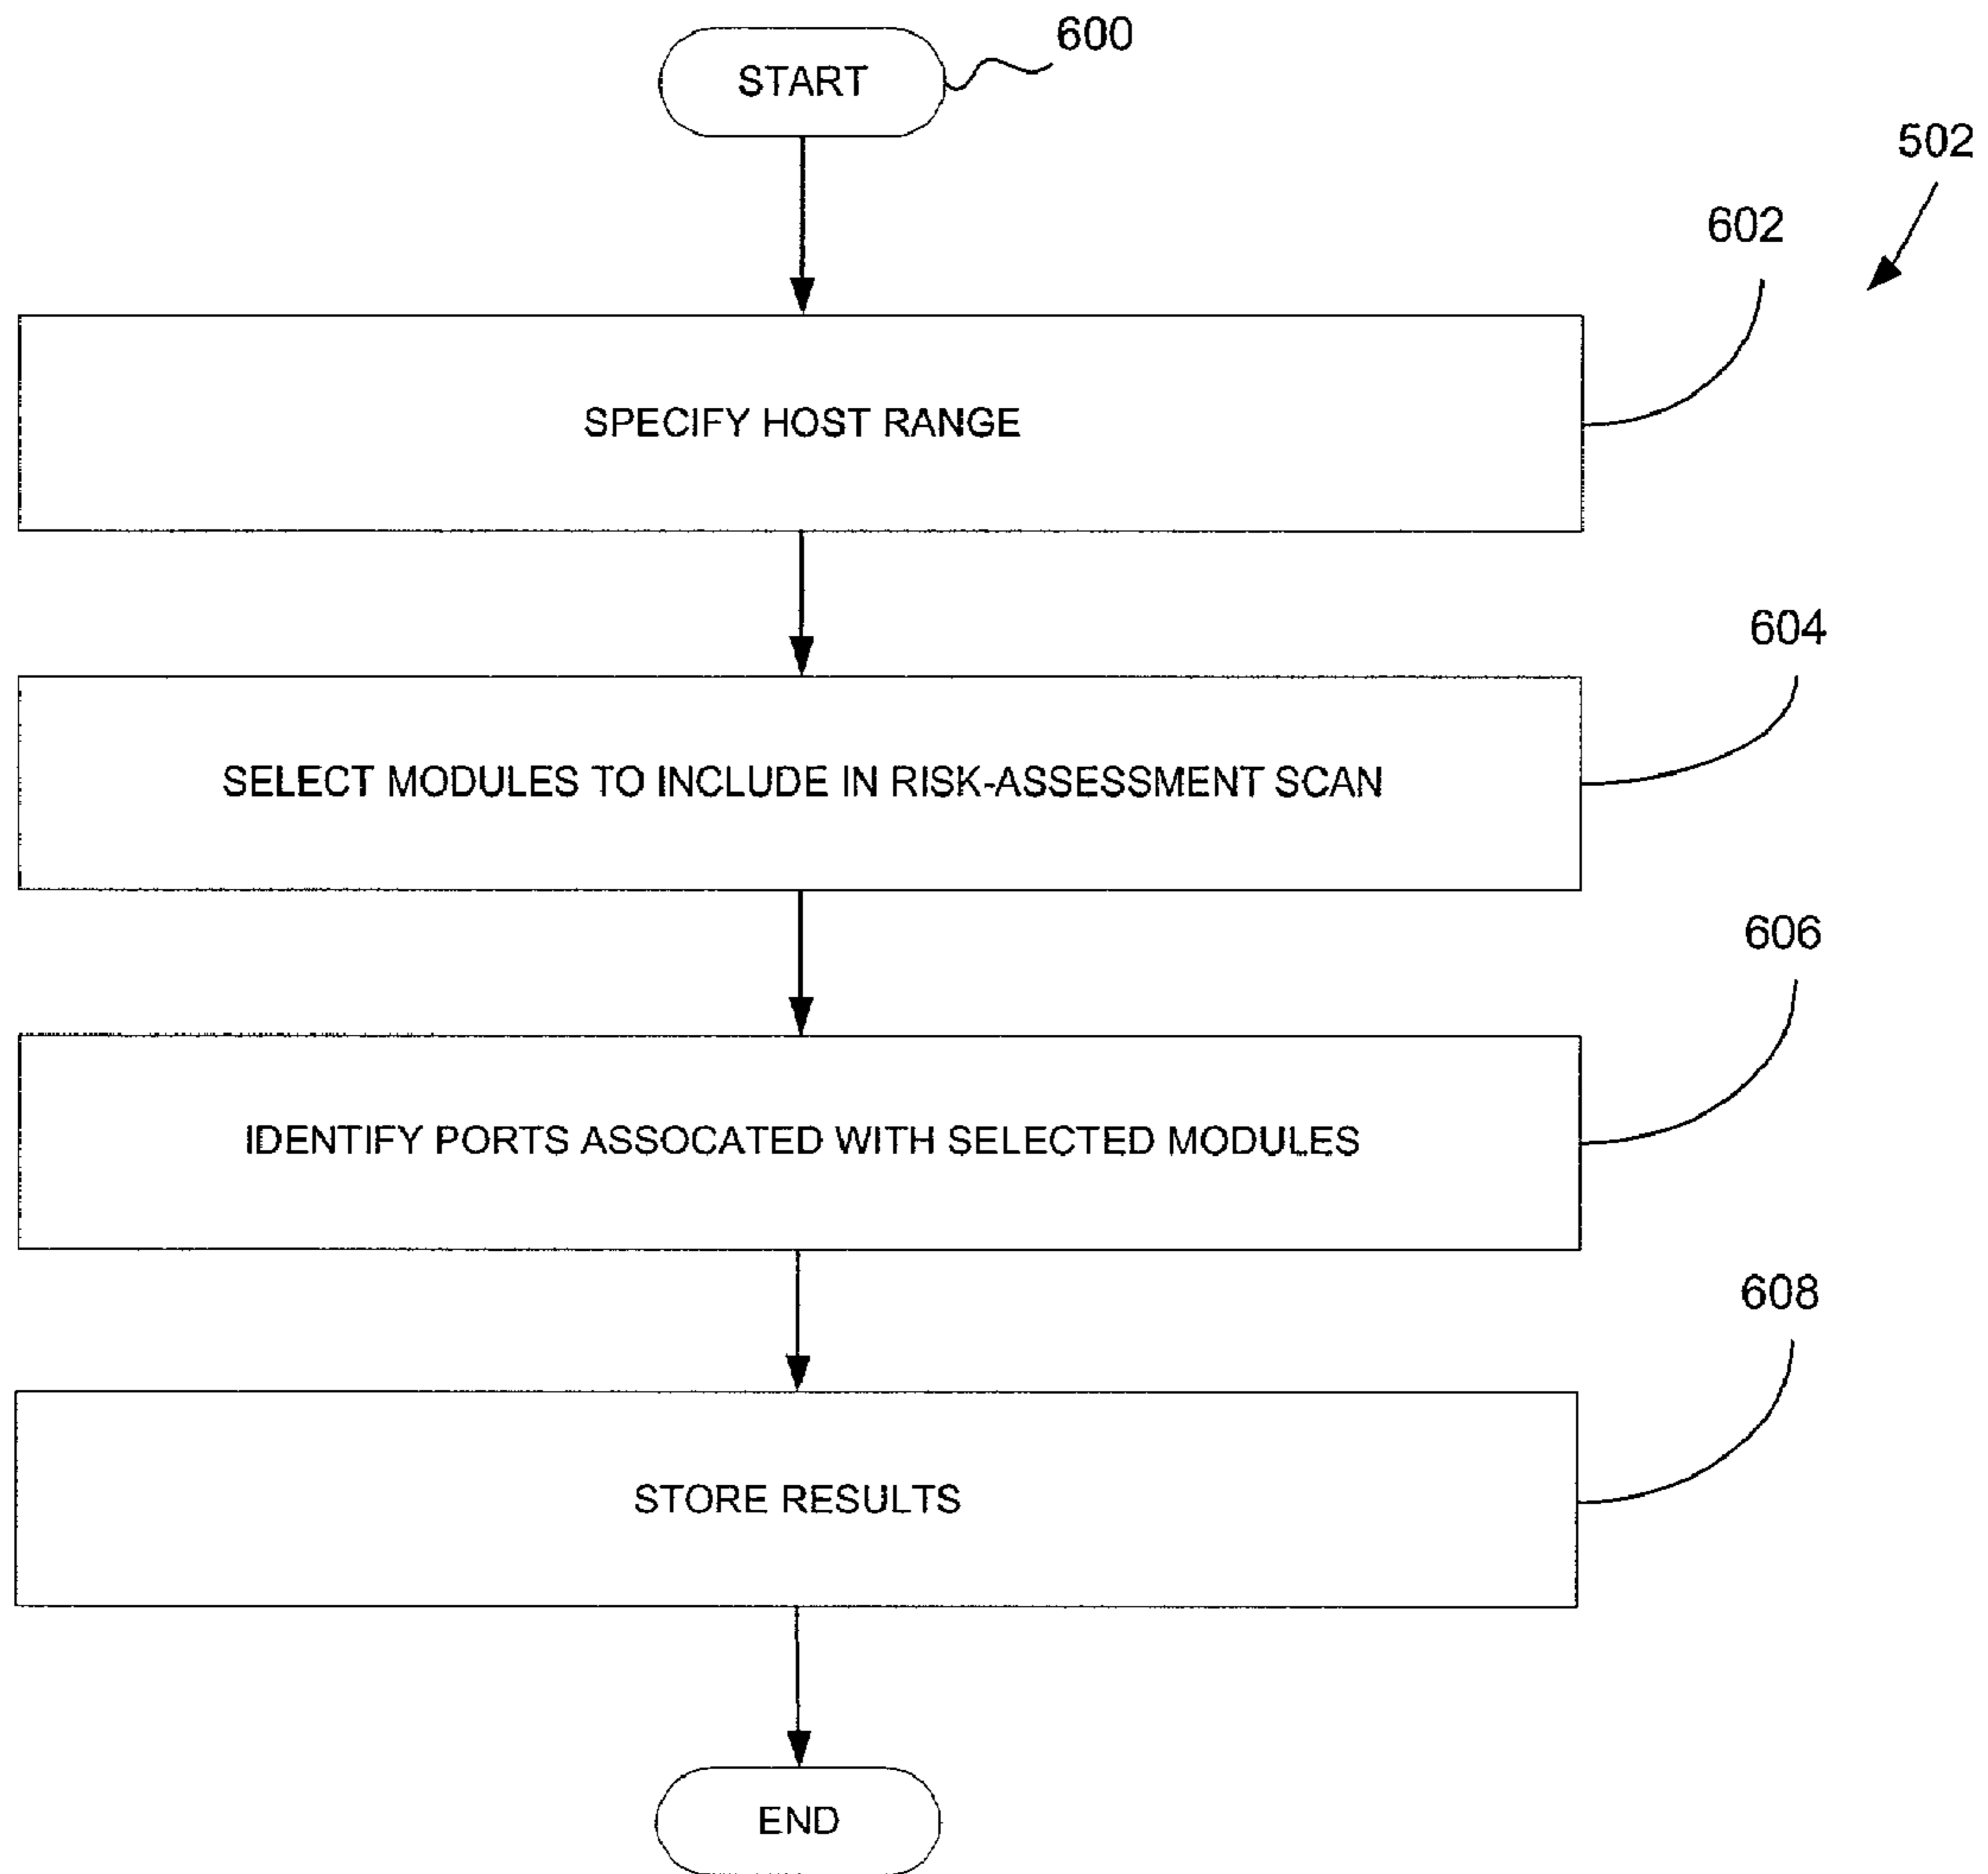 600
START
502
602
SPECIFY HOST RANGE
604
SELECT MODULES TO INCLUDE IN RISK-ASSESSMENT SCAN
606
IDENTIFY PORTS ASSOCATED WITH SELECTED MODULES
608
STORE RESULTS
END